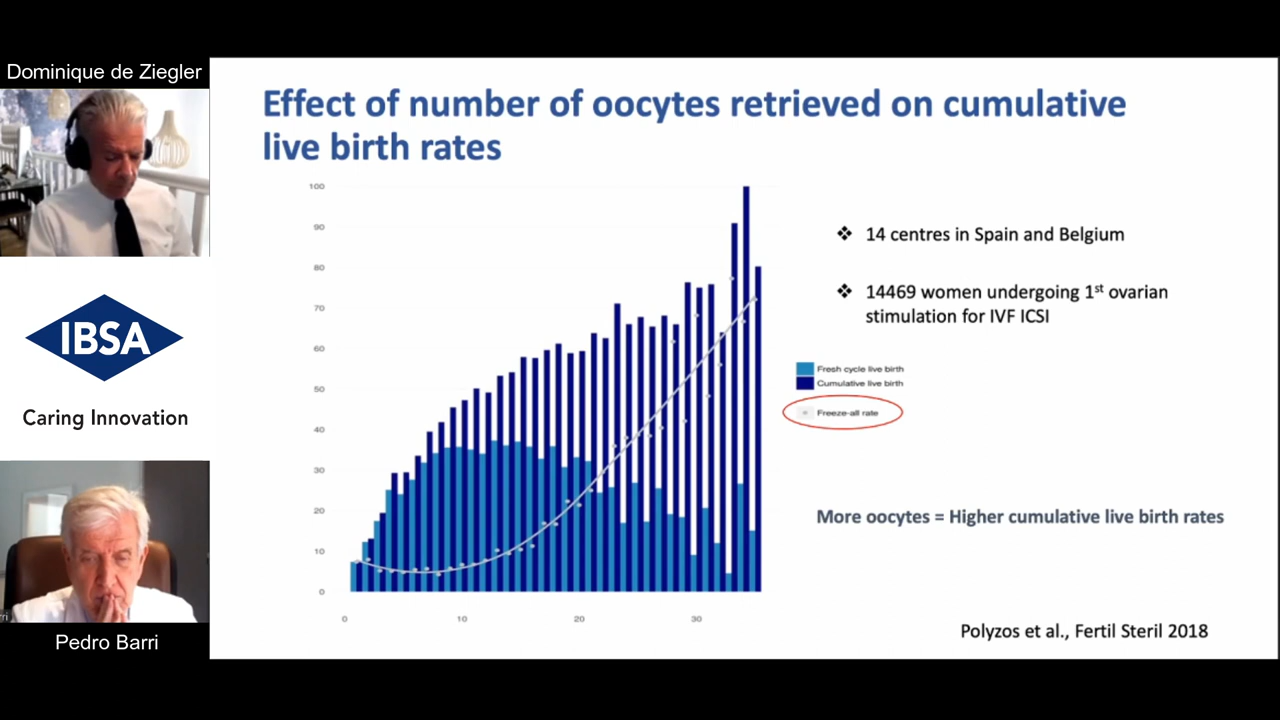 Dominique de Ziegler
IBSA
Caring Innovation
rri
Pedro Barri
Effect of number of oocytes retrieved on cumulative
live birth rates
100
90
80
70
60
50
40
30
20
10
0
0 10 20 30
❖ 14 centres in Spain and Belgium
❖ 14469 women undergoing 1st ovarian
stimulation for IVF ICSI
Fresh cycle live birth
Cumulative live birth
Freeze-all rate
More oocytes = Higher cumulative live birth rates
Polyzos et al., Fertil Steril 2018